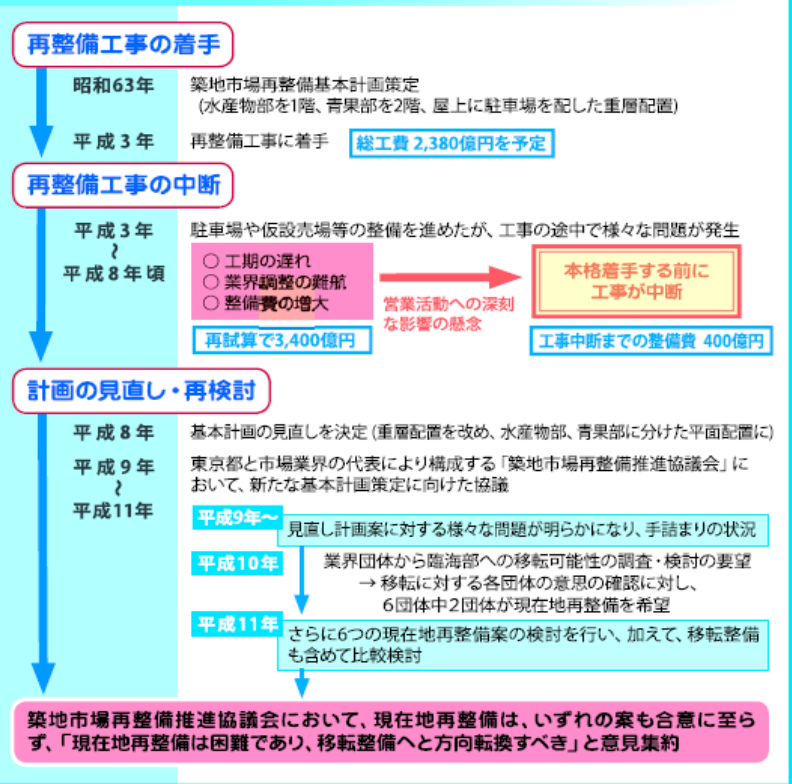 再整備工事の着手
昭和63年
築地市場再整備基本計画策定
(水産物部を1階、青果部を2階、屋上に駐車場を配した重層配置)
平成3年
再整備工事に着手
総工費 2,380億円を予定
再整備工事の中断
平成3年
～
平成8年頃
駐車場や仮設売場等の整備を進めたが、工事の途中で様々な問題が発生
○ 工期の遅れ
○ 業界調整の難航
○ 整備費の増大
営業活動への深刻
な影響の懸念
本格着手する前に
工事が中断
再試算で3,400億円
工事中断までの整備費 400億円
計画の見直し・再検討
平成8年
基本計画の見直しを決定 (重層配置を改め、水産物部、青果部に分けた平面配置に)
平成9年
～
平成11年
東京都と市場業界の代表により構成する「築地市場再整備推進協議会」に
おいて、新たな基本計画策定に向けた協議
平成9年～
見直し計画案に対する様々な問題が明らかになり、手詰まりの状況
平成10年
業界団体から臨海部への移転可能性の調査・検討の要望
→ 移転に対する各団体の意思の確認に対し、
6団体中2団体が現在地再整備を希望
平成11年
さらに6つの現在地再整備案の検討を行い、加えて、移転整備
も含めて比較検討
築地市場再整備推進協議会において、現在地再整備は、いずれの案も合意に至ら
ず、「現在地再整備は困難であり、移転整備へと方向転換すべき」と意見集約